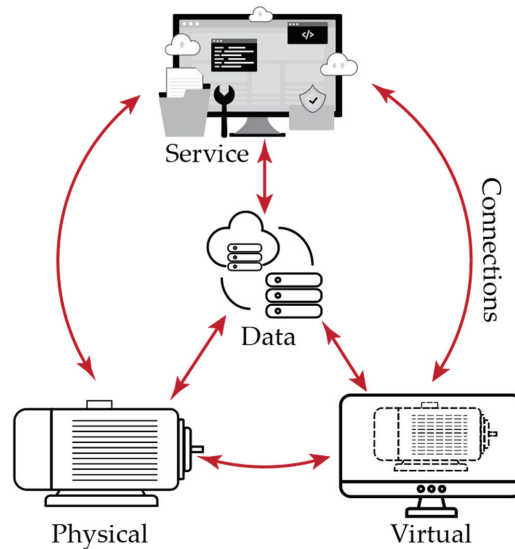 </>
Service
Connections
Data
Physical
Virtual